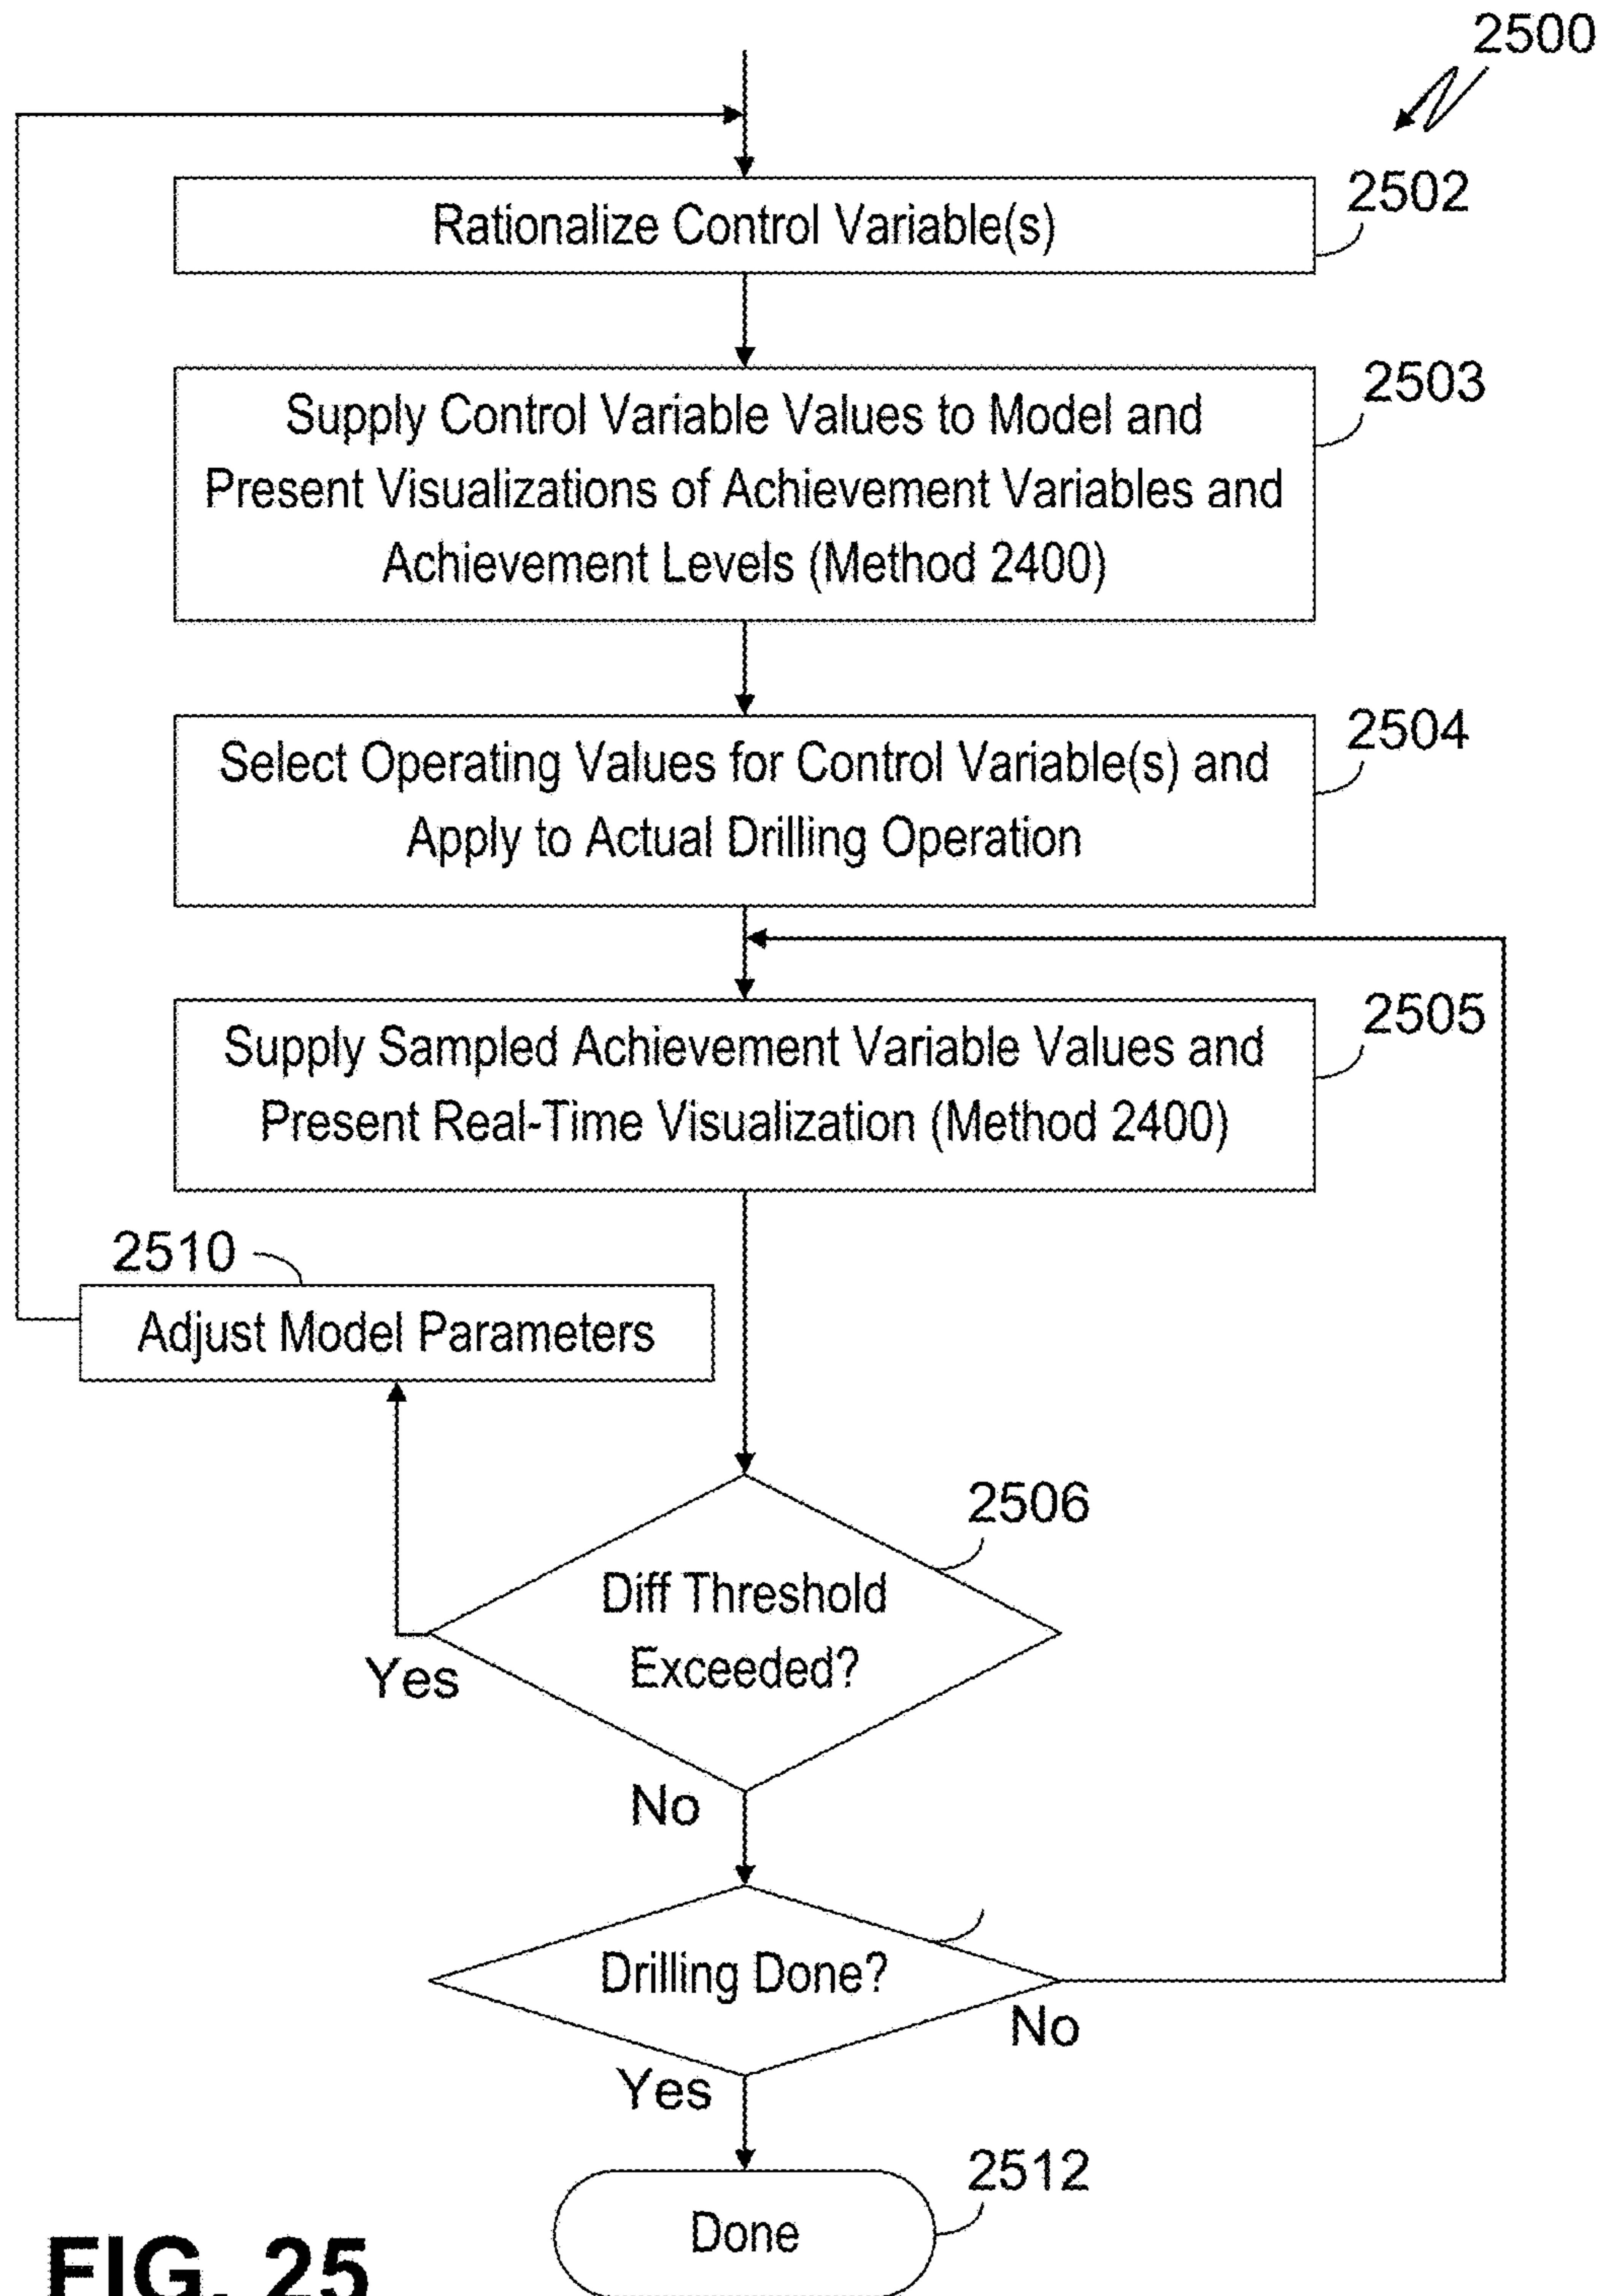 2500
Rationalize Control Variable(s)
2502
Supply Control Variable Values to Model and
Present Visualizations of Achievement Variables and
Achievement Levels (Method 2400)
2503
Select Operating Values for Control Variable(s) and
Apply to Actual Drilling Operation
2504
Supply Sampled Achievement Variable Values and
Present Real-Time Visualization (Method 2400)
2505
2510
Adjust Model Parameters
2506
Diff Threshold
Exceeded?
Yes
No
Drilling Done?
No
Yes
2512
Done
FIG. 25